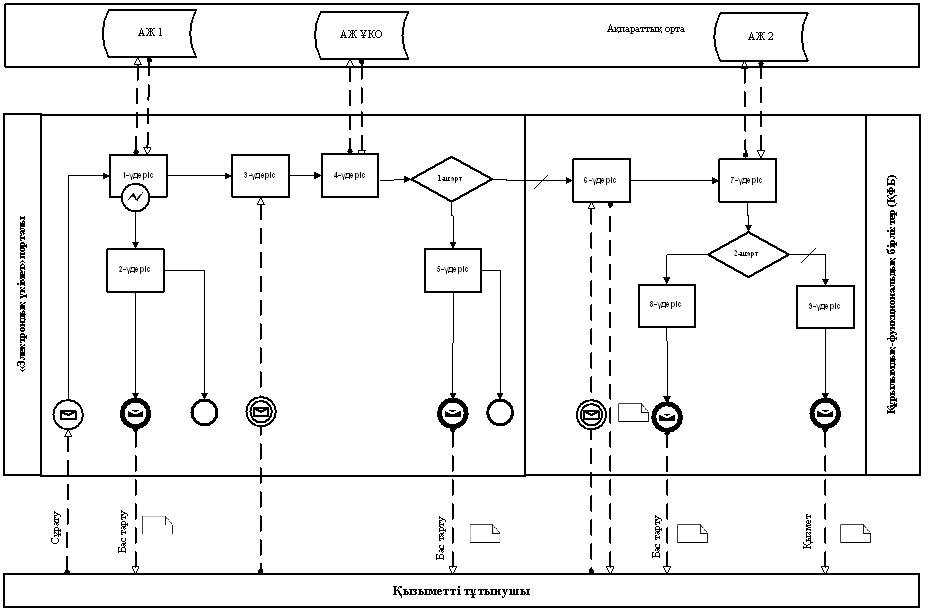 АЖ 1
АЖ ҰКО
Ақпараттық орта
АЖ 2
«Электрондық үкімет» порталы
1-үдеріс
3-үдеріс
4-үдеріс
1-шарт
6-үдеріс
7-үдеріс
2-үдеріс
5-үдеріс
2-шарт
8-үдеріс
9-үдеріс
Құрылымдық-функционалдық бірліктер (ҚФБ)
Сұрату
Бас тарту
Бас тарту
Бас тарту
Қызмет
Қызыметті тұтынушы